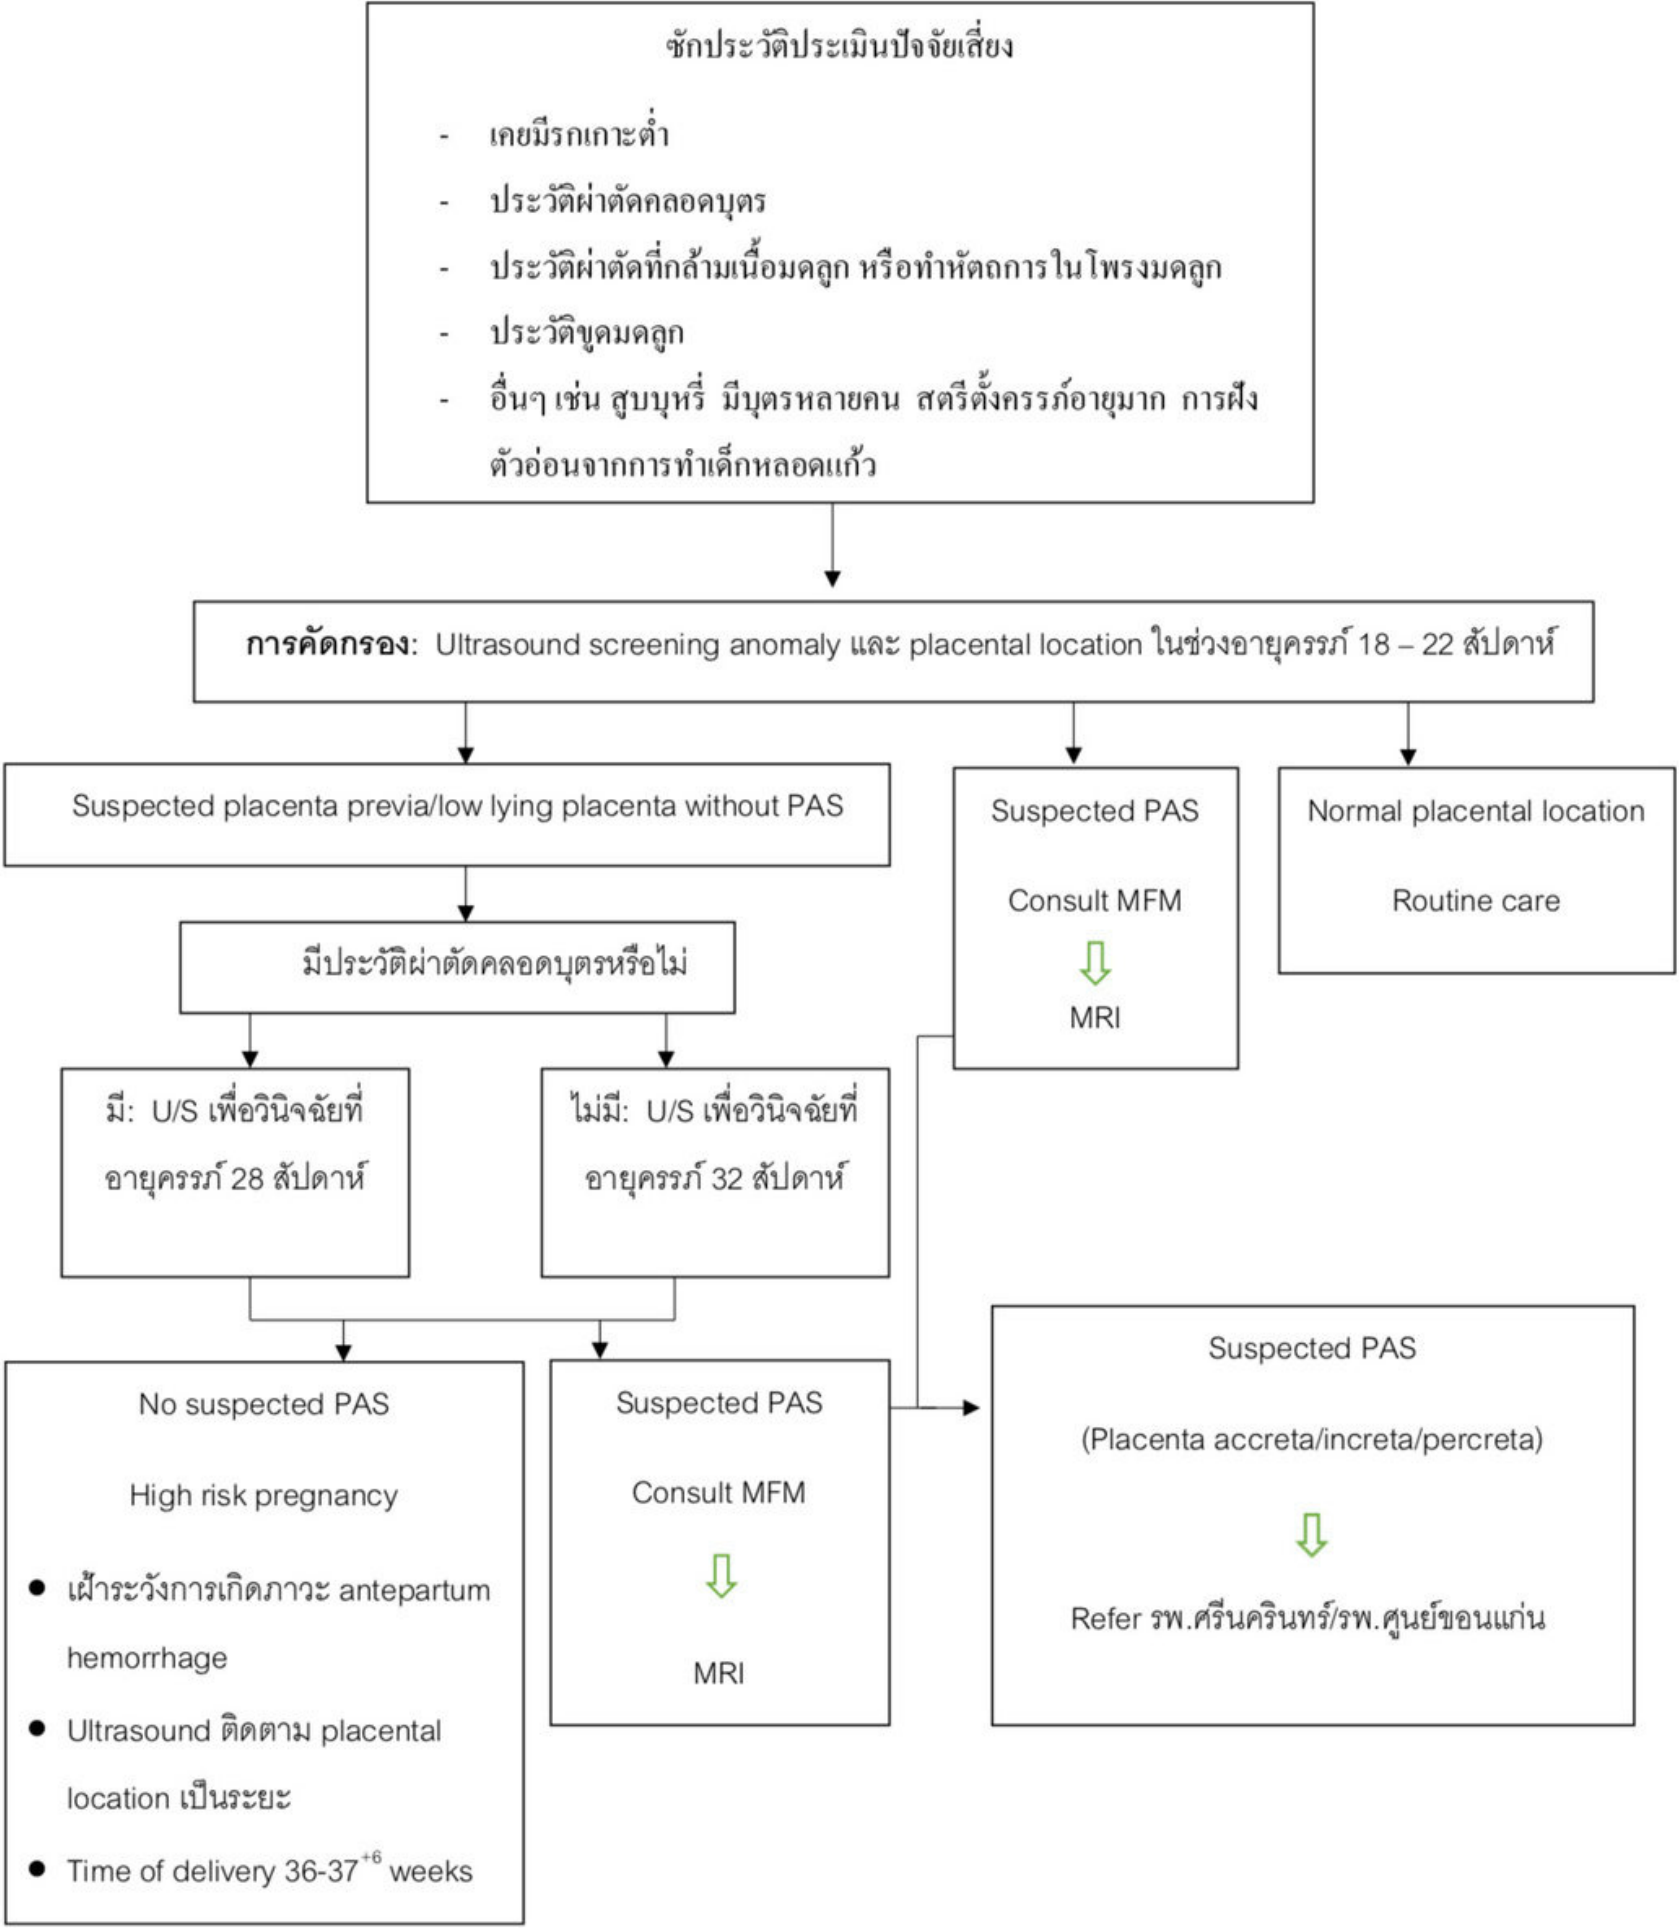 ซักประวัติประเมินปัจจัยเสี่ยง
- เคยมีรกเกาะต่ำ
- ประวัติผ่าตัดคลอดบุตร
- ประวัติผ่าตัดที่กล้ามเนื้อมดลูก หรือทำหัตถการในโพรงมดลูก
- ประวัติขูดมดลูก
- อื่นๆ เช่น สูบบุหรี่ มีบุตรหลายคน สตรีตั้งครรภ์อายุมาก การฝัง
ตัวอ่อนจากการทำเด็กหลอดแก้ว
การคัดกรอง: Ultrasound screening anomaly และ placental location ในช่วงอายุครรภ์ 18 – 22 สัปดาห์
Suspected placenta previa/low lying placenta without PAS
มีประวัติผ่าตัดคลอดบุตรหรือไม่
มี: U/S เพื่อวินิจฉัยที่
อายุครรภ์ 28 สัปดาห์
ไม่มี: U/S เพื่อวินิจฉัยที่
อายุครรภ์ 32 สัปดาห์
Suspected PAS
Consult MFM
MRI
Normal placental location
Routine care
No suspected PAS
High risk pregnancy
● เฝ้าระวังการเกิดภาวะ antepartum
hemorrhage
● Ultrasound ติดตาม placental
location เป็นระยะ
● Time of delivery 36-37⁺⁶ weeks
Suspected PAS
Consult MFM
MRI
Suspected PAS
(Placenta accreta/increta/percreta)
Refer รพ.ศรีนครินทร์/รพ.ศูนย์ขอนแก่น